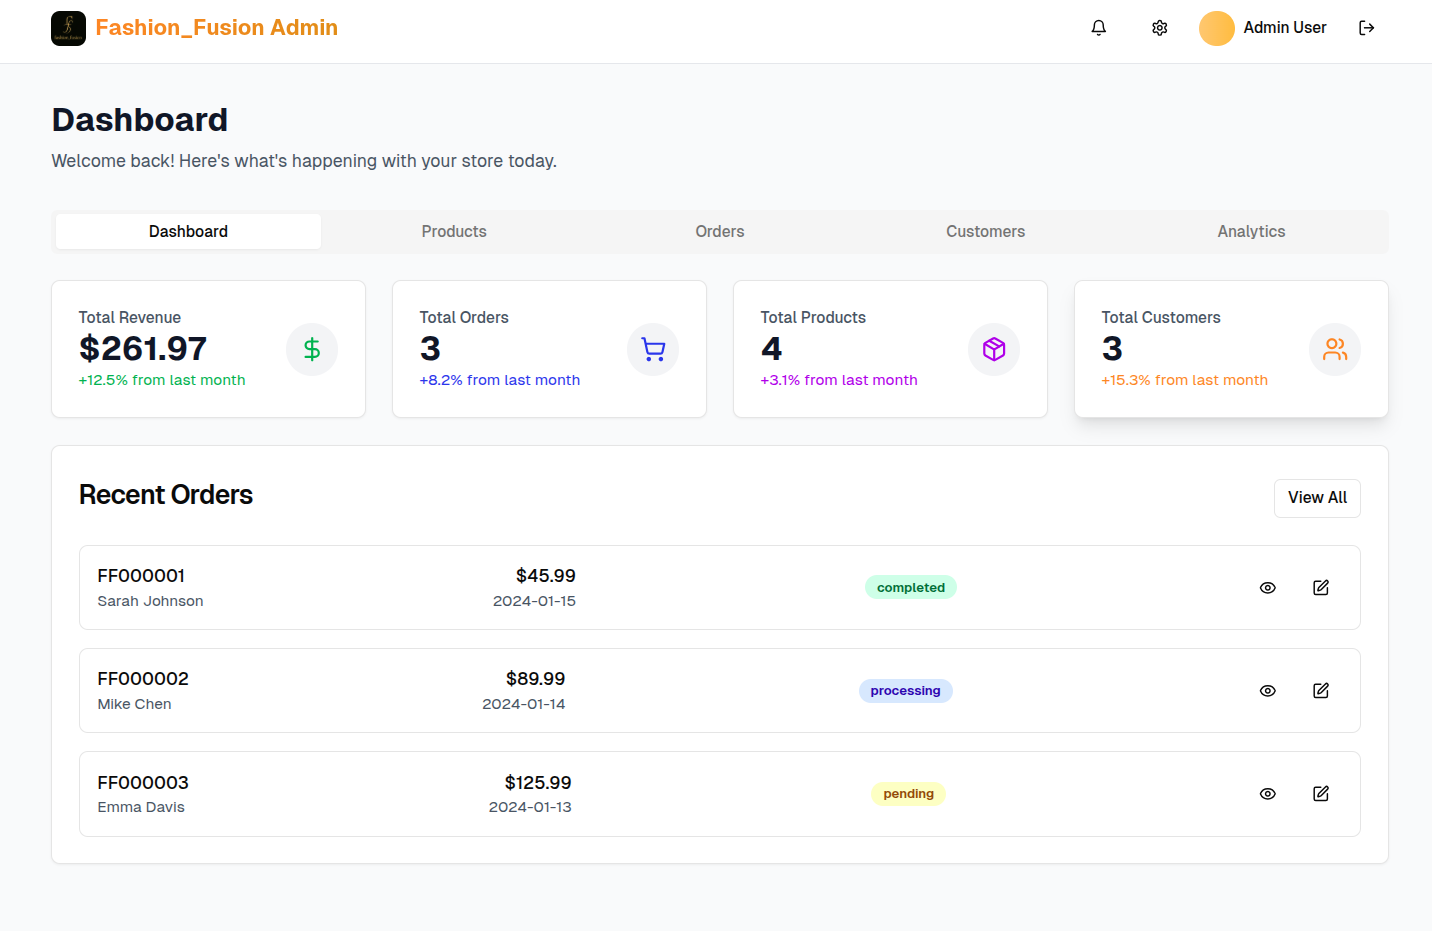 Fashion_Fusion Admin
Admin User
Dashboard
Welcome back! Here's what's happening with your store today.
Dashboard
Products
Orders
Customers
Analytics
Total Revenue
$261.97
+12.5% from last month
Total Orders
3
+8.2% from last month
Total Products
4
+3.1% from last month
Total Customers
3
+15.3% from last month
Recent Orders
View All
FF000001
Sarah Johnson
$45.99
2024-01-15
completed
FF000002
Mike Chen
$89.99
2024-01-14
processing
FF000003
Emma Davis
$125.99
2024-01-13
pending